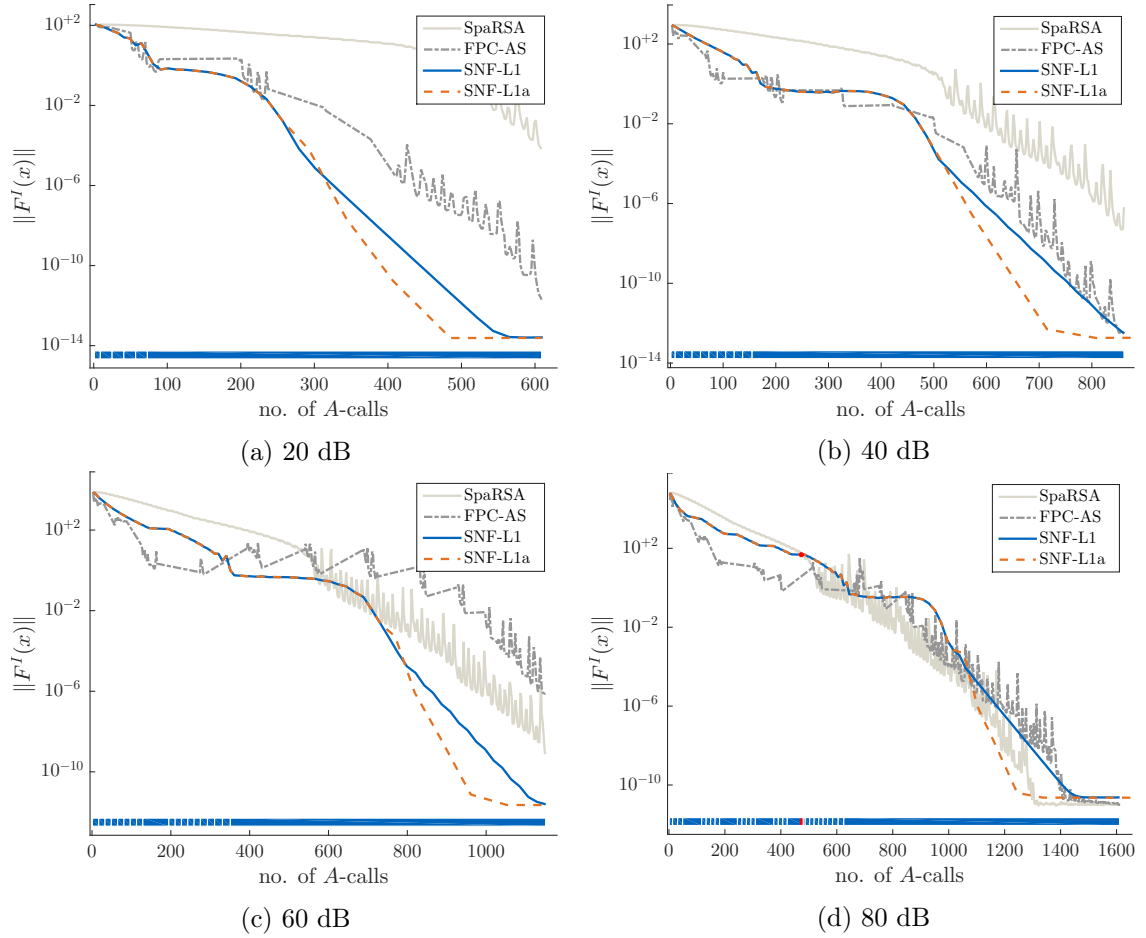 10^{+2}
10^{-2}
10^{-6}
10^{-10}
10^{-14}
||F^I(x)||
SpaRSA
FPC-AS
SNF-L1
SNF-L1a
0 100 200 300 400 500 600
no. of A-calls
(a) 20 dB
10^{+2}
10^{-2}
10^{-6}
10^{-10}
10^{-14}
||F^I(x)||
SpaRSA
FPC-AS
SNF-L1
SNF-L1a
0 100 200 300 400 500 600 700 800
no. of A-calls
(b) 40 dB
10^{+2}
10^{-2}
10^{-6}
10^{-10}
||F^I(x)||
SpaRSA
FPC-AS
SNF-L1
SNF-L1a
0 200 400 600 800 1000
no. of A-calls
(c) 60 dB
10^{+2}
10^{-2}
10^{-6}
10^{-10}
||F^I(x)||
SpaRSA
FPC-AS
SNF-L1
SNF-L1a
0 200 400 600 800 1000 1200 1400 1600
no. of A-calls
(d) 80 dB